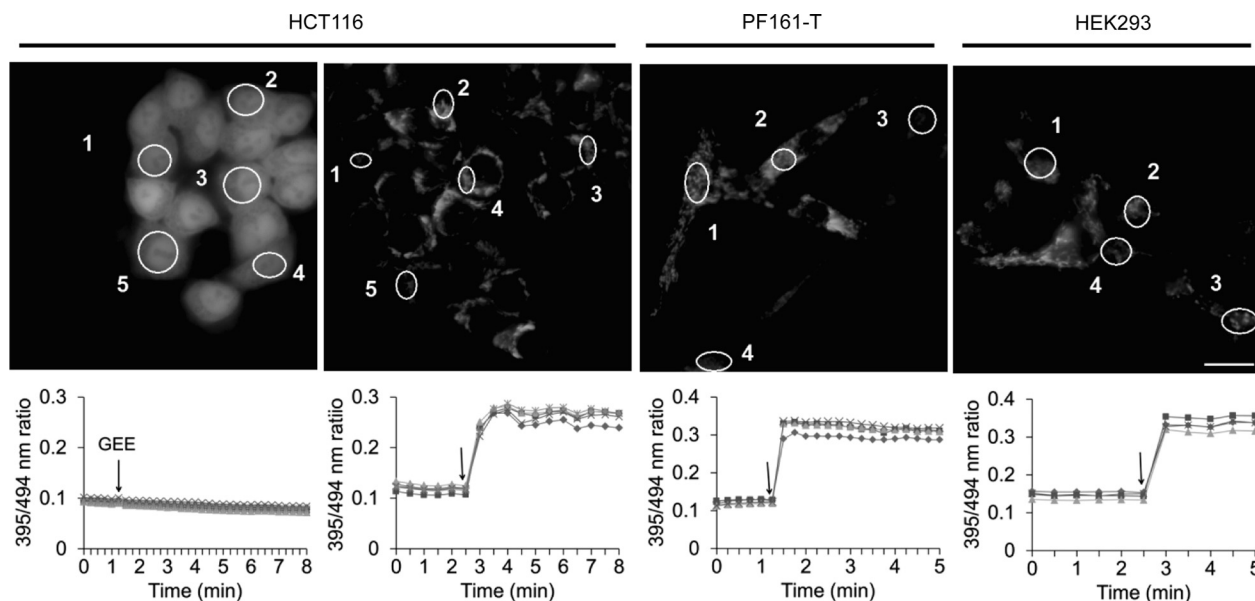 HCT116 PF161-T HEK293
1 2 3 4 5
1 2 3 4 5
1 2 3 4
1 2 3 4
395/494 nm ratiio
0.3
0.2
0.1
0
GEE
0 1 2 3 4 5 6 7 8
Time (min)
395/494 nm ratio
0.3
0.2
0.1
0
0 1 2 3 4 5 6 7 8
Time (min)
395/494 nm ratio
0.4
0.3
0.2
0.1
0
0 1 2 3 4 5
Time (min)
395/494 nm ratio
0.4
0.3
0.2
0.1
0
0 1 2 3 4 5
Time (min)